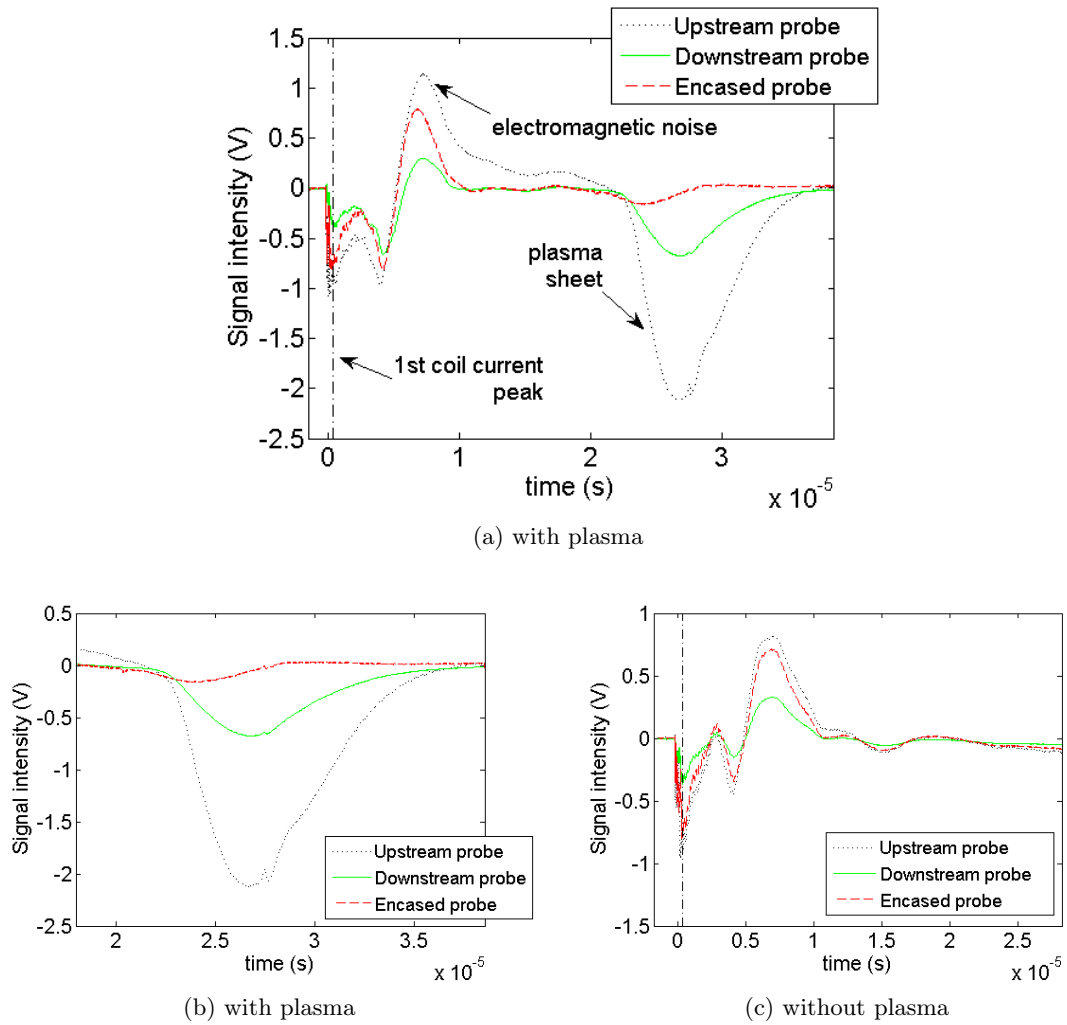 Upstream probe
Downstream probe
Encased probe
1.5
1
0.5
0
-0.5
-1
-1.5
-2
-2.5
Signal intensity (V)
electromagnetic noise
plasma
sheet
1st coil current
peak
0
1
2
3
time (s)
x 10-5
(a) with plasma
0.5
0
-0.5
-1
-1.5
-2
-2.5
Signal intensity (V)
Upstream probe
Downstream probe
Encased probe
2
2.5
3
3.5
time (s)
x 10-5
(b) with plasma
1
0.5
0
-0.5
-1
-1.5
Signal intensity (V)
Upstream probe
Downstream probe
Encased probe
0
0.5
1
1.5
2
2.5
time (s)
x 10-5
(c) without plasma